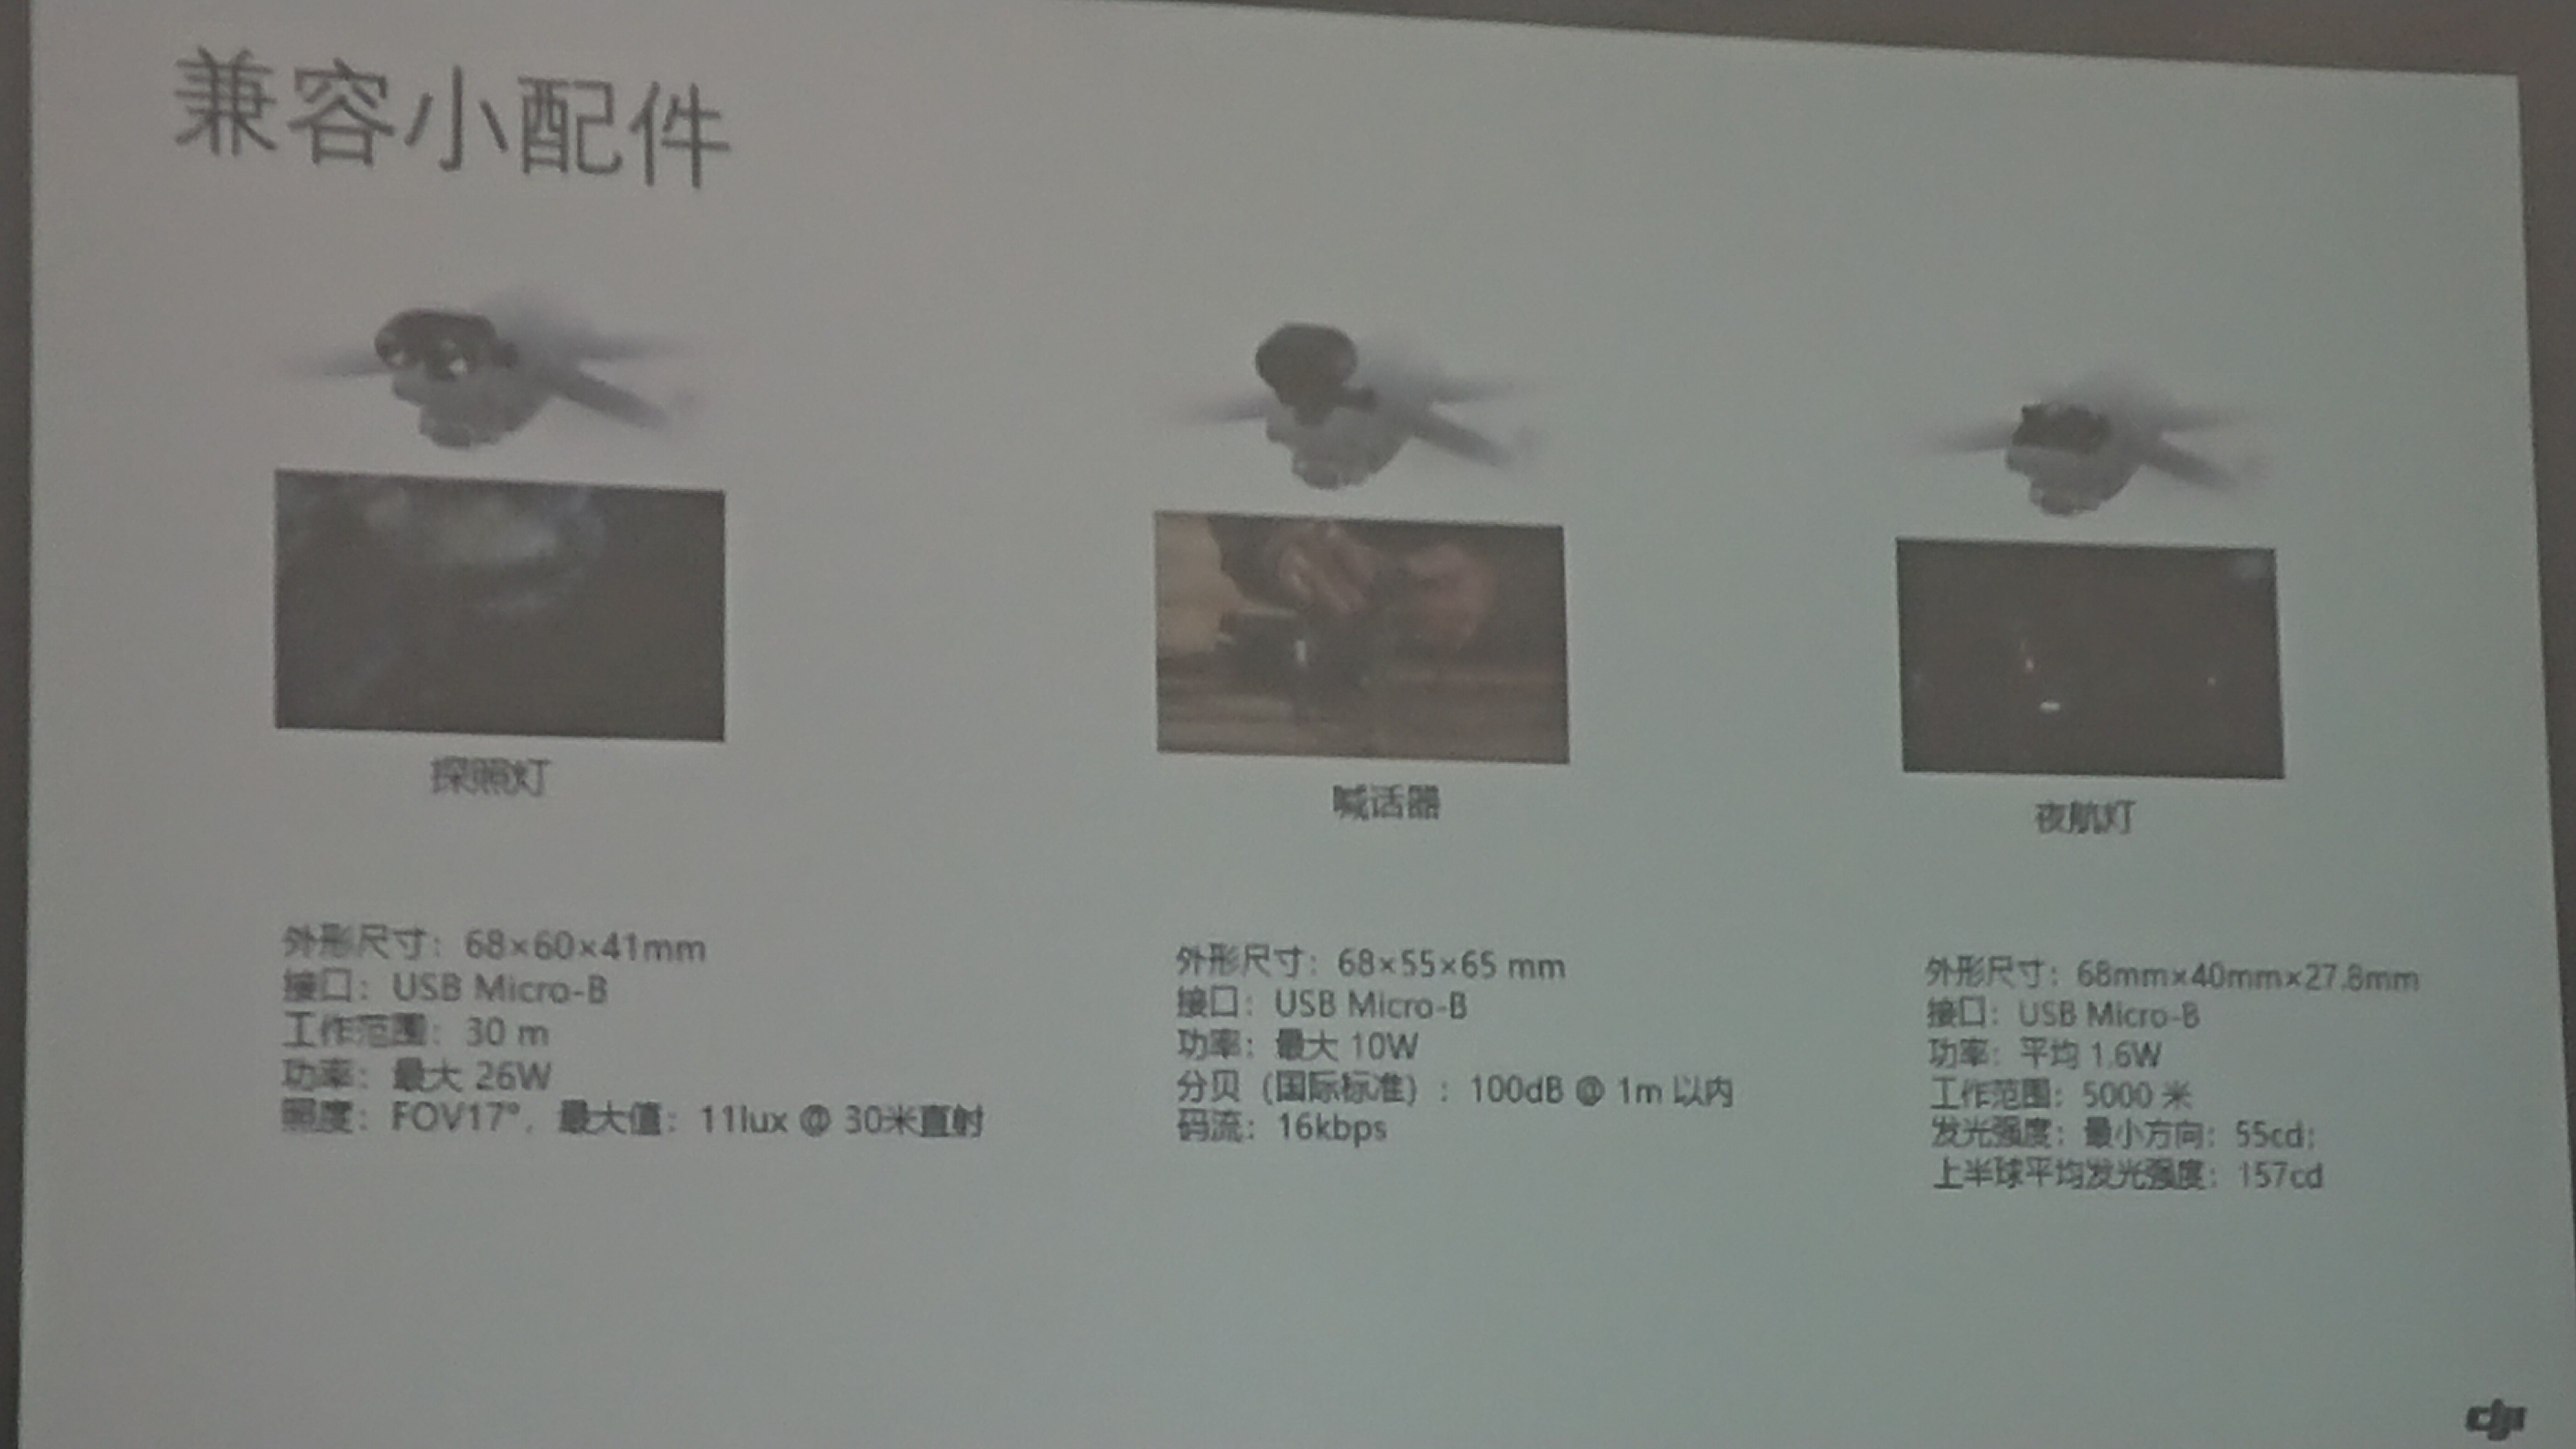 兼容小配件
探照灯
外形尺寸：68×60×41mm
接口：USB Micro-B
工作范围：30 m
功率：最大 26W
照度：FOV17°，最大值：11lux @ 30米直射
喊话器
外形尺寸：68×55×65 mm
接口：USB Micro-B
功率：最大 10W
分贝（国际标准）：100dB @ 1m 以内
码流：16kbps
夜航灯
外形尺寸：68mm×40mm×27.8mm
接口：USB Micro-B
功率：平均 1.6W
工作范围：5000 米
发光强度：最小方向：55cd；
上半球平均发光强度：157cd
dji